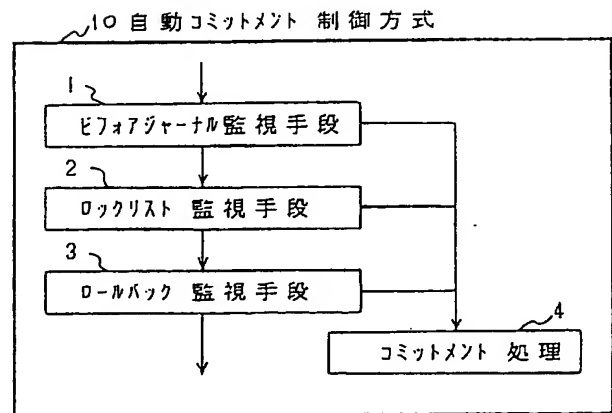 10 自動コミットメント 制御方式
1
ビフォアジャーナル監視手段
2
ロックリスト 監視手段
3
ロールバック 監視手段
4
コミットメント 処理